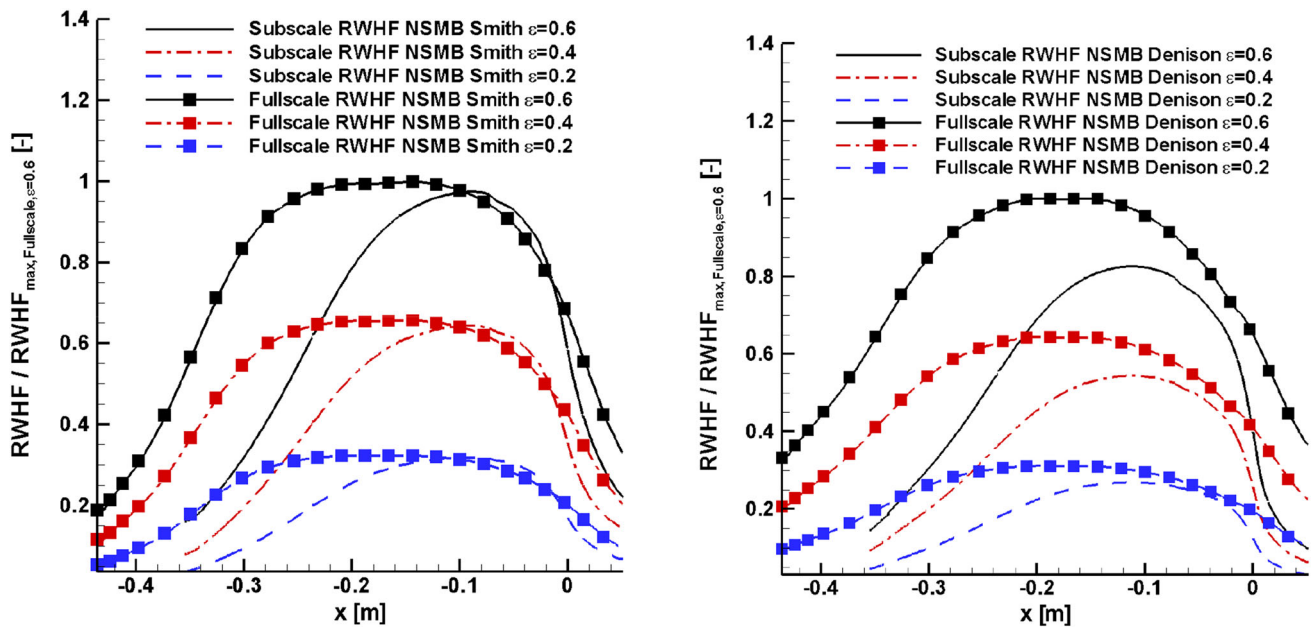 Subscale RWHF NSMB Smith ε=0.6
Subscale RWHF NSMB Smith ε=0.4
Subscale RWHF NSMB Smith ε=0.2
Fullscale RWHF NSMB Smith ε=0.6
Fullscale RWHF NSMB Smith ε=0.4
Fullscale RWHF NSMB Smith ε=0.2
RWHF / RWHFmax,Fullscale,ε=0.6 [-]
1.4
1.2
1
0.8
0.6
0.4
0.2
-0.4 -0.3 -0.2 -0.1 0
x [m]
Subscale RWHF NSMB Denison ε=0.6
Subscale RWHF NSMB Denison ε=0.4
Subscale RWHF NSMB Denison ε=0.2
Fullscale RWHF NSMB Denison ε=0.6
Fullscale RWHF NSMB Denison ε=0.4
Fullscale RWHF NSMB Denison ε=0.2
RWHF / RWHFmax,Fullscale,ε=0.6 [-]
1.4
1.2
1
0.8
0.6
0.4
0.2
-0.4 -0.3 -0.2 -0.1 0
x [m]